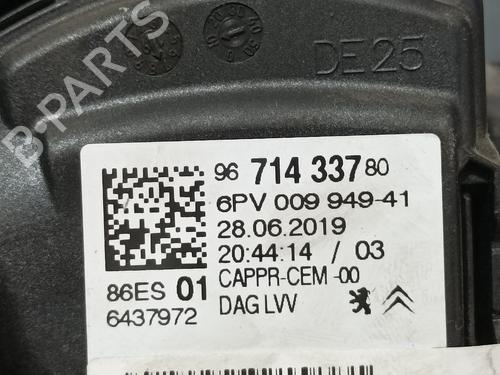 DE25
B-PARTS
96 714 337 80
6PV 009 949-41
28.06.2019
20:44:14 / 03
86ES 01
CAPPR-CEM -00
6437972
DAG LVV